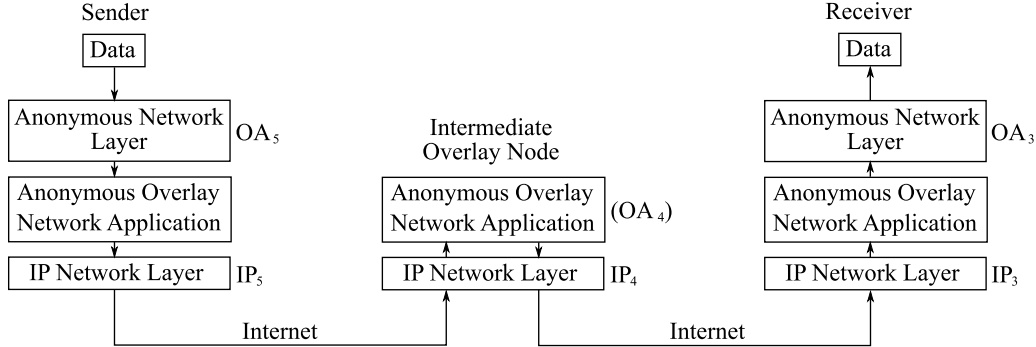 Sender
Receiver
Data
Data
Anonymous Network
Layer
OA5
Intermediate
Overlay Node
Anonymous Network
Layer
OA3
Anonymous Overlay
Network Application
Anonymous Overlay
Network Application
(OA4)
Anonymous Overlay
Network Application
IP Network Layer
IP5
IP Network Layer
IP4
IP Network Layer
IP3
Internet
Internet